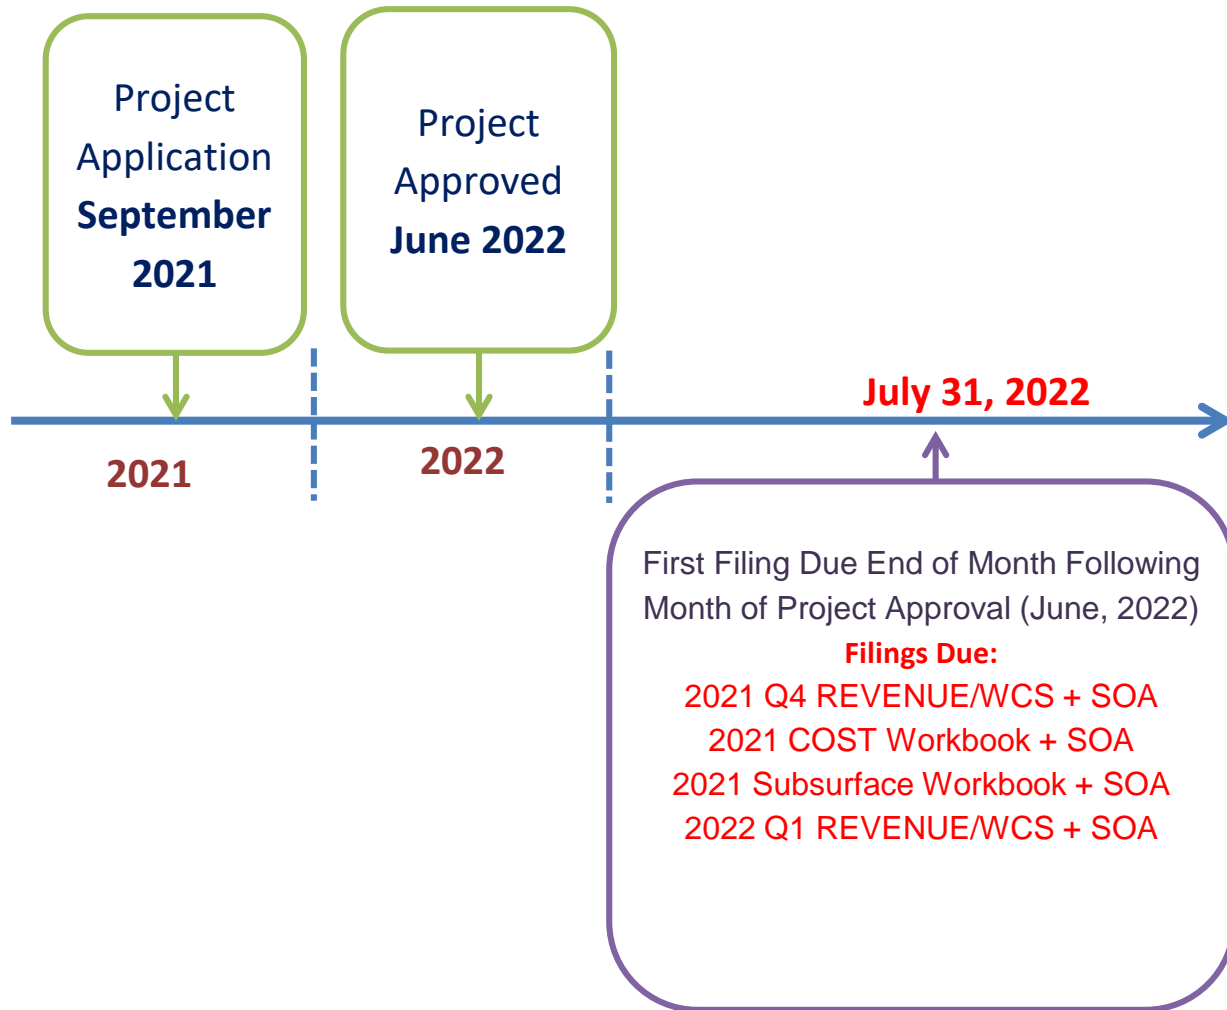 Project
Application
September
2021
Project
Approved
June 2022
July 31, 2022
2021
2022
First Filing Due End of Month Following
Month of Project Approval (June, 2022)
Filings Due:
2021 Q4 REVENUE/WCS + SOA
2021 COST Workbook + SOA
2021 Subsurface Workbook + SOA
2022 Q1 REVENUE/WCS + SOA